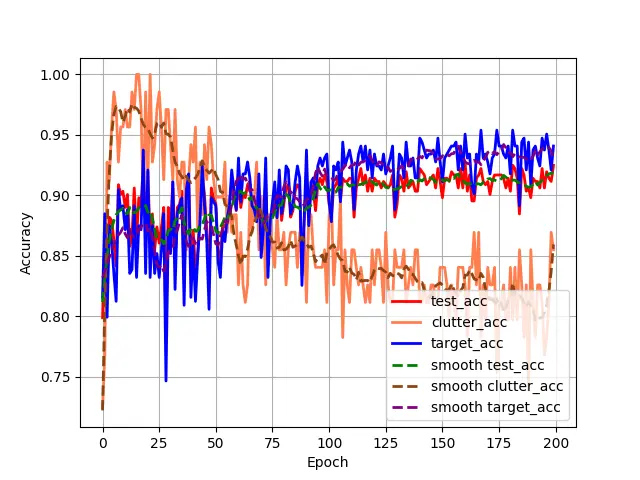 1.00
0.95
0.90
0.85
0.80
0.75
Accuracy
test_acc
clutter_acc
target_acc
smooth test_acc
smooth clutter_acc
smooth target_acc
0 25 50 75 100 125 150 175 200
Epoch